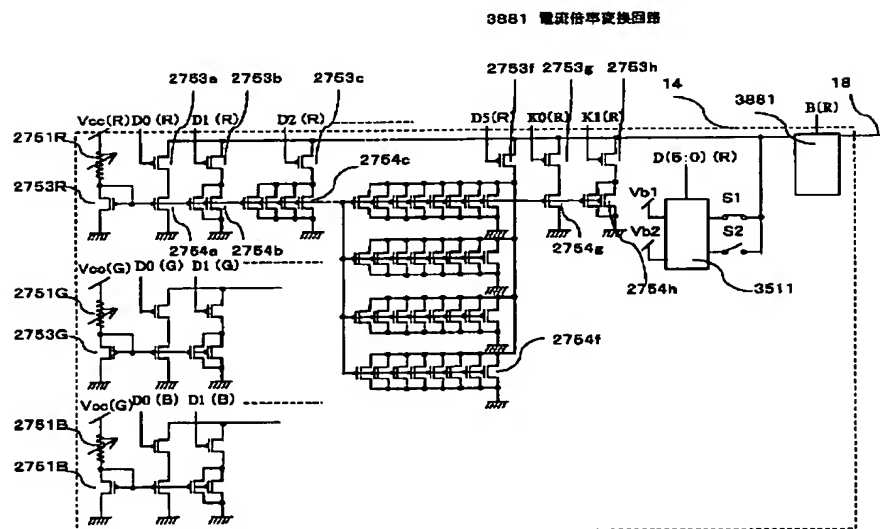 3881 電流倍率変換回路
2753a 2753b 2753c 2753f 2753g 2753h 14 3881 18
Vcc(R) D0(R) D1(R) D2(R) D5(R) K0(R) K1(R) B(R)
2751R
2753R
2754c
D(5:0)(R)
Vb1 S1
Vb2 S2
2754a 2754b 2754g
2754h 3511
Vcc(G) D0(G) D1(G)
2751G
2753G
2754f
Vcc(G) D0(B) D1(B)
2751B
2751B